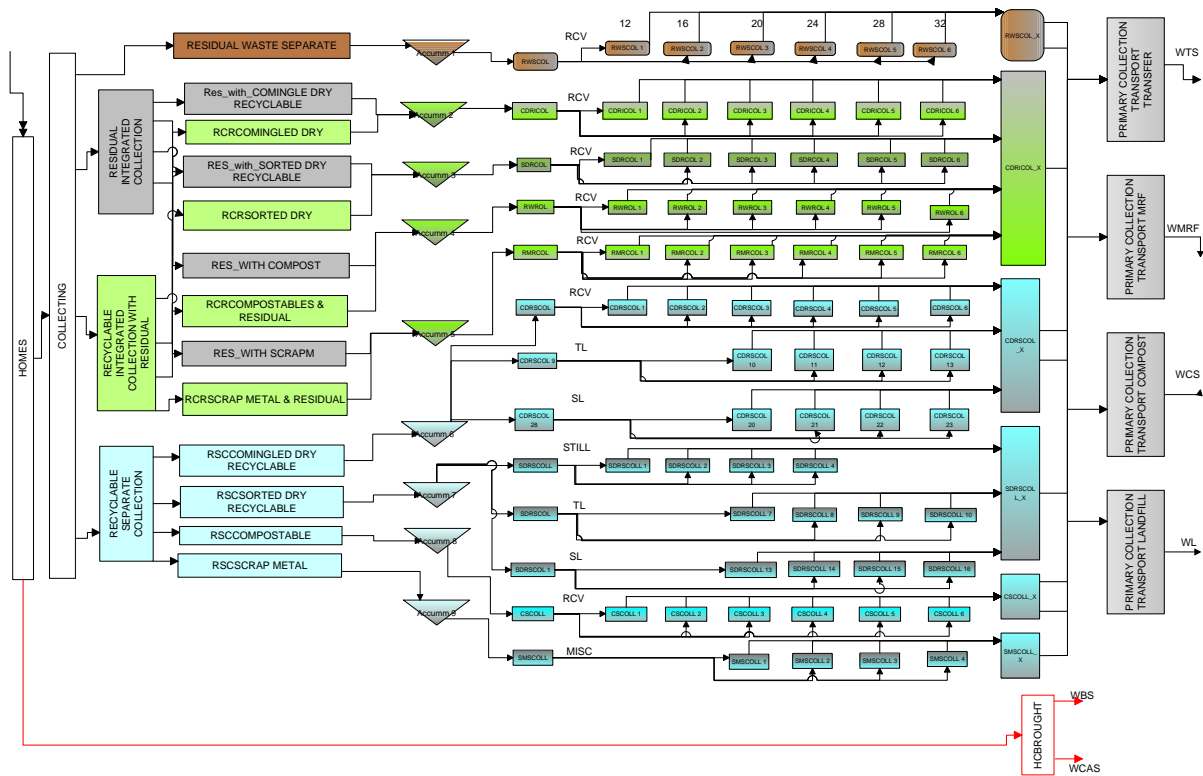 12
16
20
24
28
32
RCV
RESIDUAL WASTE SEPARATE
Accumm 1
RWSCOL
RWSCOL 1
RWSCOL 2
RWSCOL 3
RWSCOL 4
RWSCOL 5
RWSCOL 6
RWSCOL_X
Res_with_COMINGLE DRY
RECYCLABLE
RCRCOMINGLED DRY
Accumm 2
CDRICOL
RCV
CDRICOL 1
CDRICOL 2
CDRICOL 3
CDRICOL 4
CDRICOL 5
CDRICOL 6
RES_with_SORTED DRY
RECYCLABLE
RCRSORTED DRY
Accumm 3
SDRCOL
RCV
SDRCOL 1
SDRCOL 2
SDRCOL 3
SDRCOL 4
SDRCOL 5
SDRCOL 6
CDRICOL_X
RES_WITH COMPOST
RCRCOMPOSTABLES &
RESIDUAL
Accumm 4
RWROL
RCV
RWROL 1
RWROL 2
RWROL 3
RWROL 4
RWROL 5
RWROL 6
RES_WITH SCRAPM
RCRSCRAP METAL & RESIDUAL
Accumm 5
RMRCOL
RCV
RMRCOL 1
RMRCOL 2
RMRCOL 3
RMRCOL 4
RMRCOL 5
RMRCOL 6
HOMES
COLLECTING
RESIDUAL
INTEGRATED
COLLECTION
RECYCLABLE
INTEGRATED
COLLECTION WITH
RESIDUAL
RECYCLABLE
SEPARATE
COLLECTION
RSCCOMINGLED DRY
RECYCLABLE
Accumm 6
CDRSCOL
RCV
CDRSCOL 1
CDRSCOL 2
CDRSCOL 3
CDRSCOL 4
CDRSCOL 5
CDRSCOL 6
CDRSCOL 9
TL
CDRSCOL
10
CDRSCOL
11
CDRSCOL
12
CDRSCOL
13
CDRSCOL
_X
CDRSCOL
28
SL
CDRSCOL
20
CDRSCOL
21
CDRSCOL
22
CDRSCOL
23
RSCSORTED DRY
RECYCLABLE
Accumm 7
SDRSCOLL
STILL
SDRSCOLL 1
SDRSCOLL 2
SDRSCOLL 3
SDRSCOLL 4
SDRSCOL
TL
SDRSCOLL 7
SDRSCOLL 8
SDRSCOLL 9
SDRSCOLL 10
SDRSCOL
L_X
SDRSCOL 1
SL
SDRSCOLL 13
SDRSCOLL 14
SDRSCOLL 15
SDRSCOLL 16
RSCCOMPOSTABLE
Accumm 8
CSCOLL
RCV
CSCOLL 1
CSCOLL 2
CSCOLL 3
CSCOLL 4
CSCOLL 5
CSCOLL 6
CSCOLL_X
RSCSCRAP METAL
Accumm 9
SMSCOLL
MISC
SMSCOLL 1
SMSCOLL 2
SMSCOLL 3
SMSCOLL 4
SMSCOLL_
X
PRIMARY COLLECTION
TRANSPORT
TRANSFER
WTS
PRIMARY COLLECTION
TRANSPORT MRF
WMRF
PRIMARY COLLECTION
TRANSPORT COMPOST
WCS
PRIMARY COLLECTION
TRANSPORT LANDFILL
WL
HCBROUGHT
WBS
WCAS